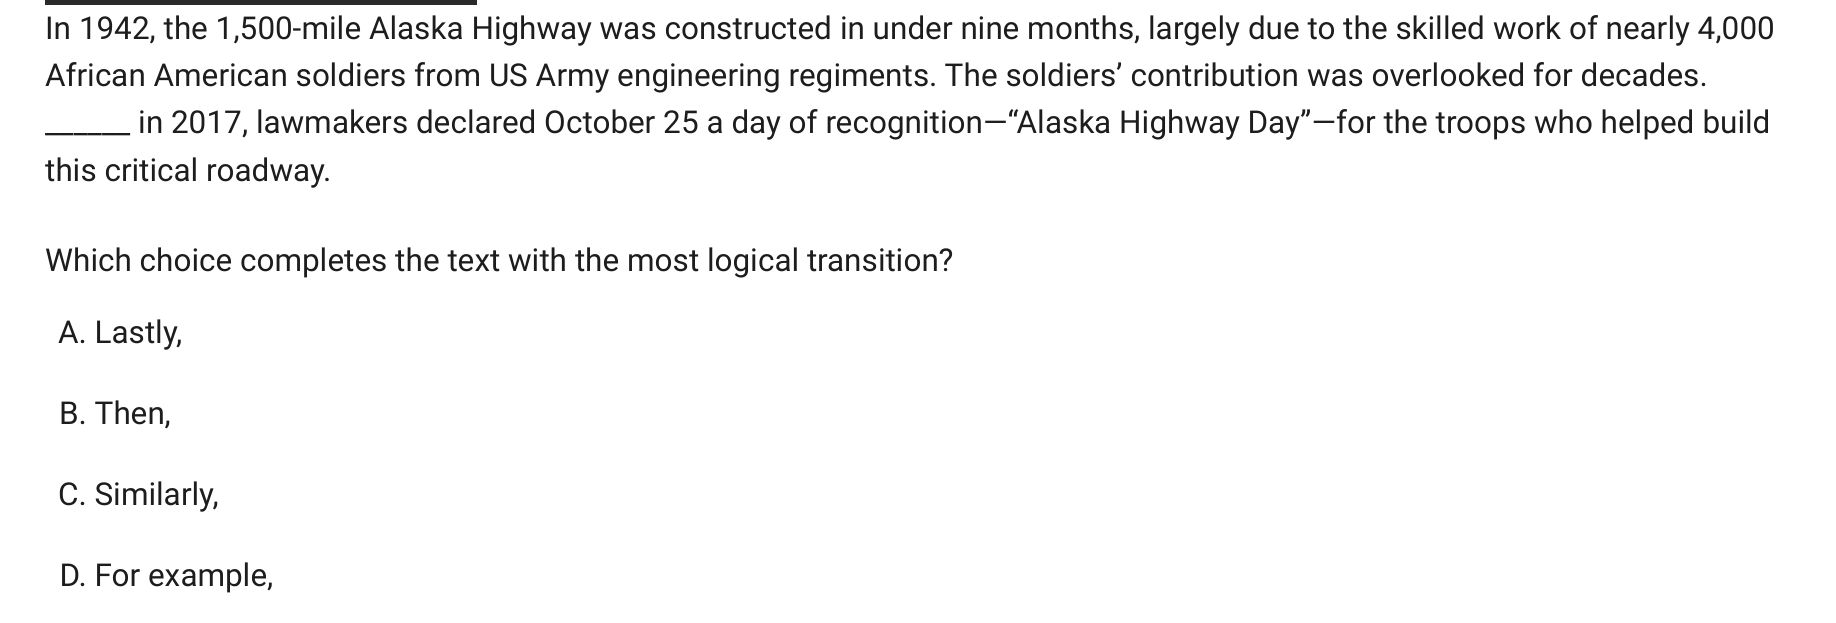 In 1942, the 1,500-mile Alaska Highway was constructed in under nine months, largely due to the skilled work of nearly 4,000
African American soldiers from US Army engineering regiments. The soldiers’ contribution was overlooked for decades.
______ in 2017, lawmakers declared October 25 a day of recognition—“Alaska Highway Day”—for the troops who helped build
this critical roadway.
Which choice completes the text with the most logical transition?
A. Lastly,
B. Then,
C. Similarly,
D. For example,